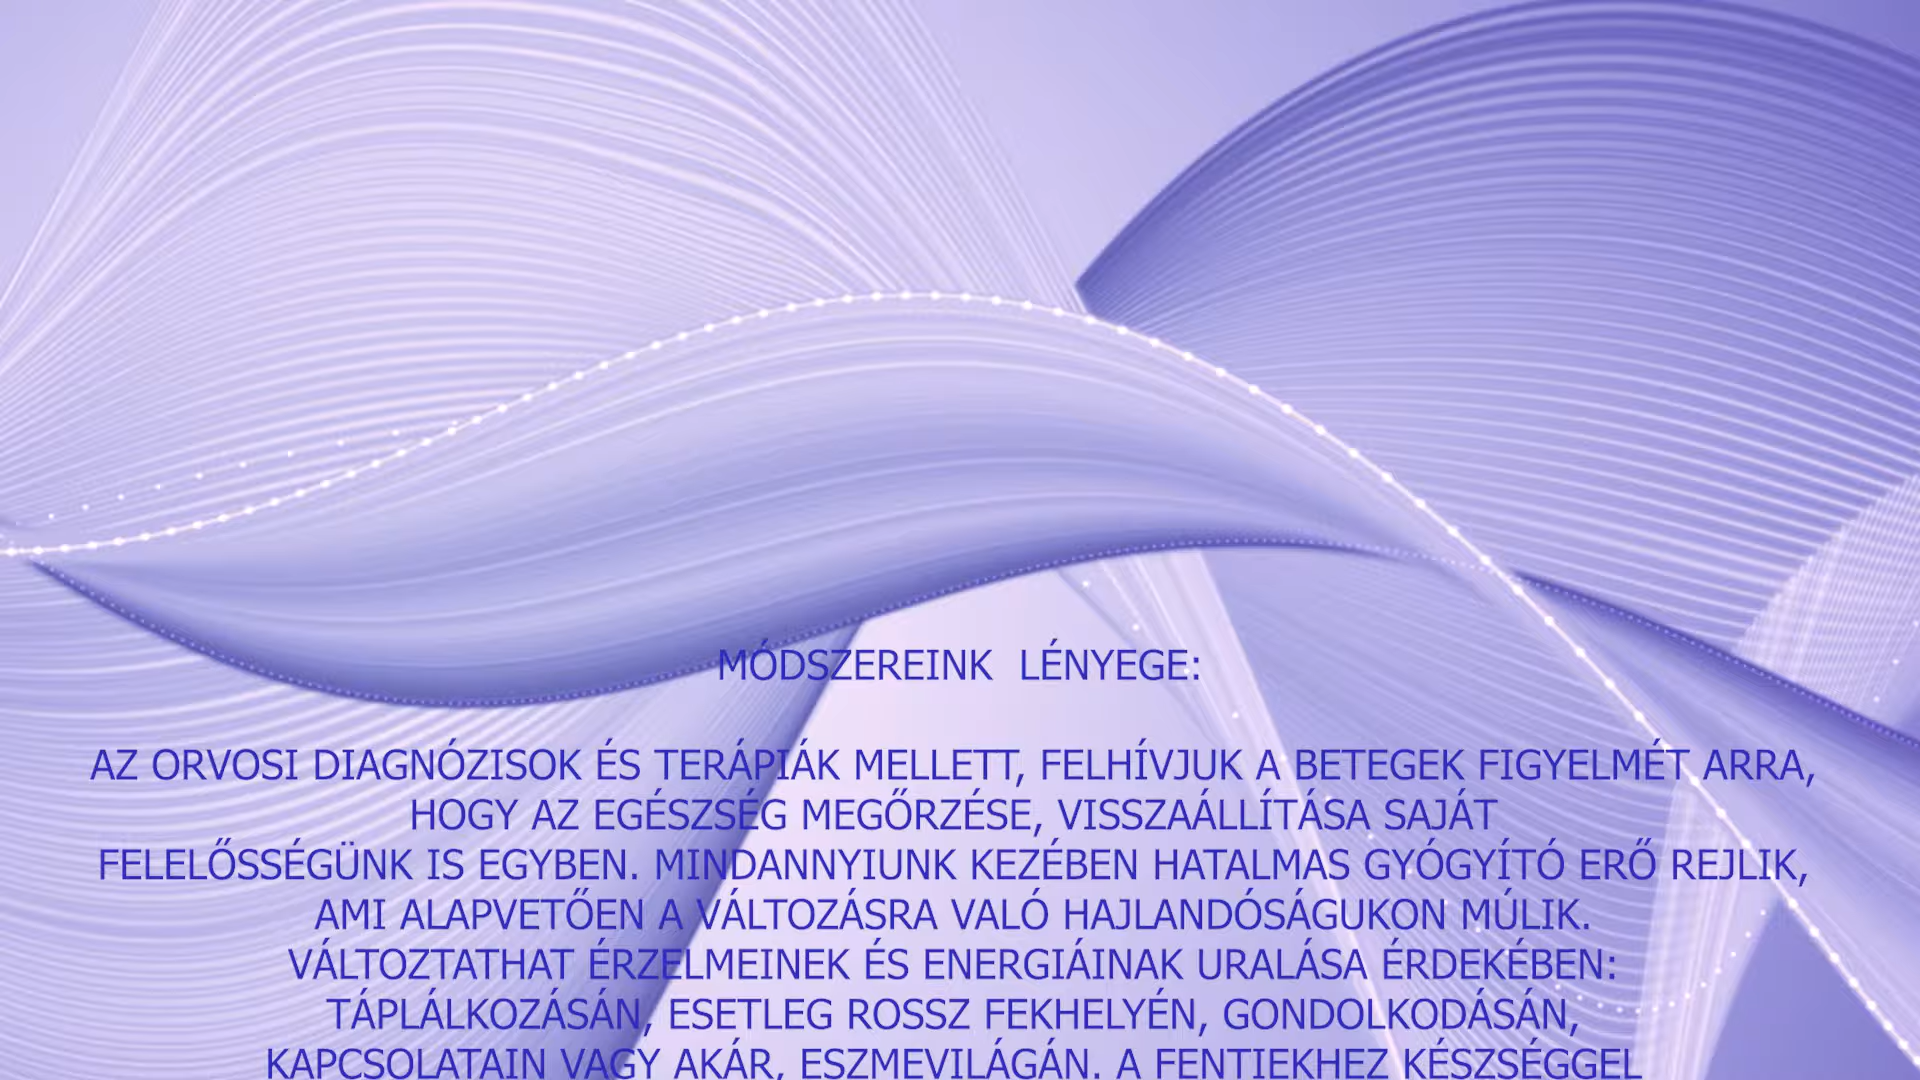 MÓDSZEREINK LÉNYEGE:
AZ ORVOSI DIAGNÓZISOK ÉS TERÁPIÁK MELLETT, FELHÍVJUK A BETEGEK FIGYELMÉT ARRA,
HOGY AZ EGÉSZSÉG MEGŐRZÉSE, VISSZAÁLLÍTÁSA SAJÁT
FELELŐSSÉGÜNK IS EGYBEN. MINDANNYIUNK KEZÉBEN HATALMAS GYÓGYÍTÓ ERŐ REJLIK,
AMI ALAPVETŐEN A VÁLTOZÁSRA VALÓ HAJLANDÓSÁGUKON MÚLIK.
VÁLTOZTATHAT ÉRZELMEINEK ÉS ENERGIÁINAK URALÁSA ÉRDEKÉBEN:
TÁPLÁLKOZÁSÁN, ESETLEG ROSSZ FEKHELYÉN, GONDOLKODÁSÁN,
KAPCSOLATAIN VAGY AKÁR, ESZMEVILÁGÁN. A FENTIEKHEZ KÉSZSÉGGEL